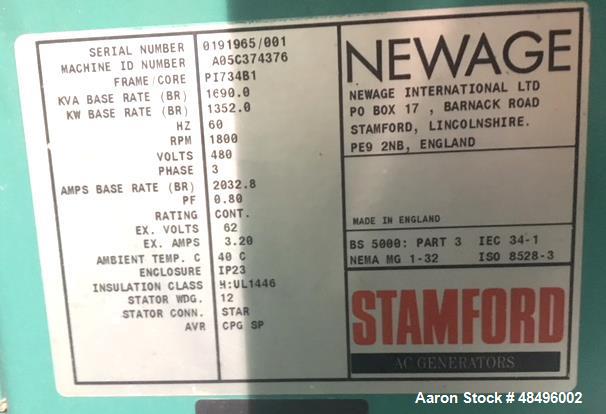 SERIAL NUMBER 0191965/001
MACHINE ID NUMBER A05C374376
FRAME/CORE PI734B1
KVA BASE RATE (BR) 1690.0
KW BASE RATE (BR) 1352.0
HZ 60
RPM 1800
VOLTS 480
PHASE 3
AMPS BASE RATE (BR) 2032.8
PF 0.80
RATING CONT.
EX. VOLTS 62
EX. AMPS 3.20
AMBIENT TEMP. C 40 C
ENCLOSURE IP23
INSULATION CLASS H:UL1446
STATOR WDG. 12
STATOR CONN. STAR
AVR CPG SP
NEWAGE
NEWAGE INTERNATIONAL LTD
PO BOX 17 , BARNACK ROAD
STAMFORD, LINCOLNSHIRE.
PE9 2NB, ENGLAND
MADE IN ENGLAND
BS 5000: PART 3 IEC 34-1
NEMA MG 1-32 ISO 8528-3
STAMFORD
AC GENERATORS
Aaron Stock # 48496002